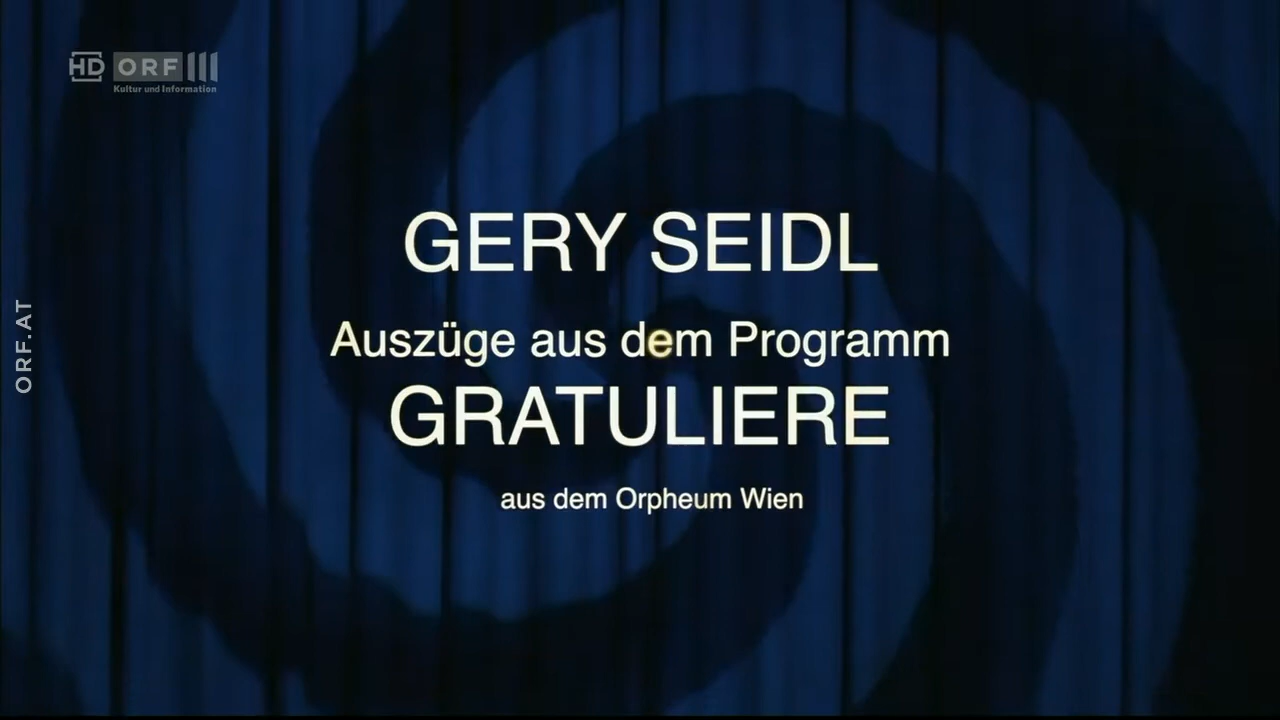 HD ORF III
Kultur und Information
GERY SEIDL
Auszüge aus dem Programm
GRATULIERE
aus dem Orpheum Wien
ORF.AT